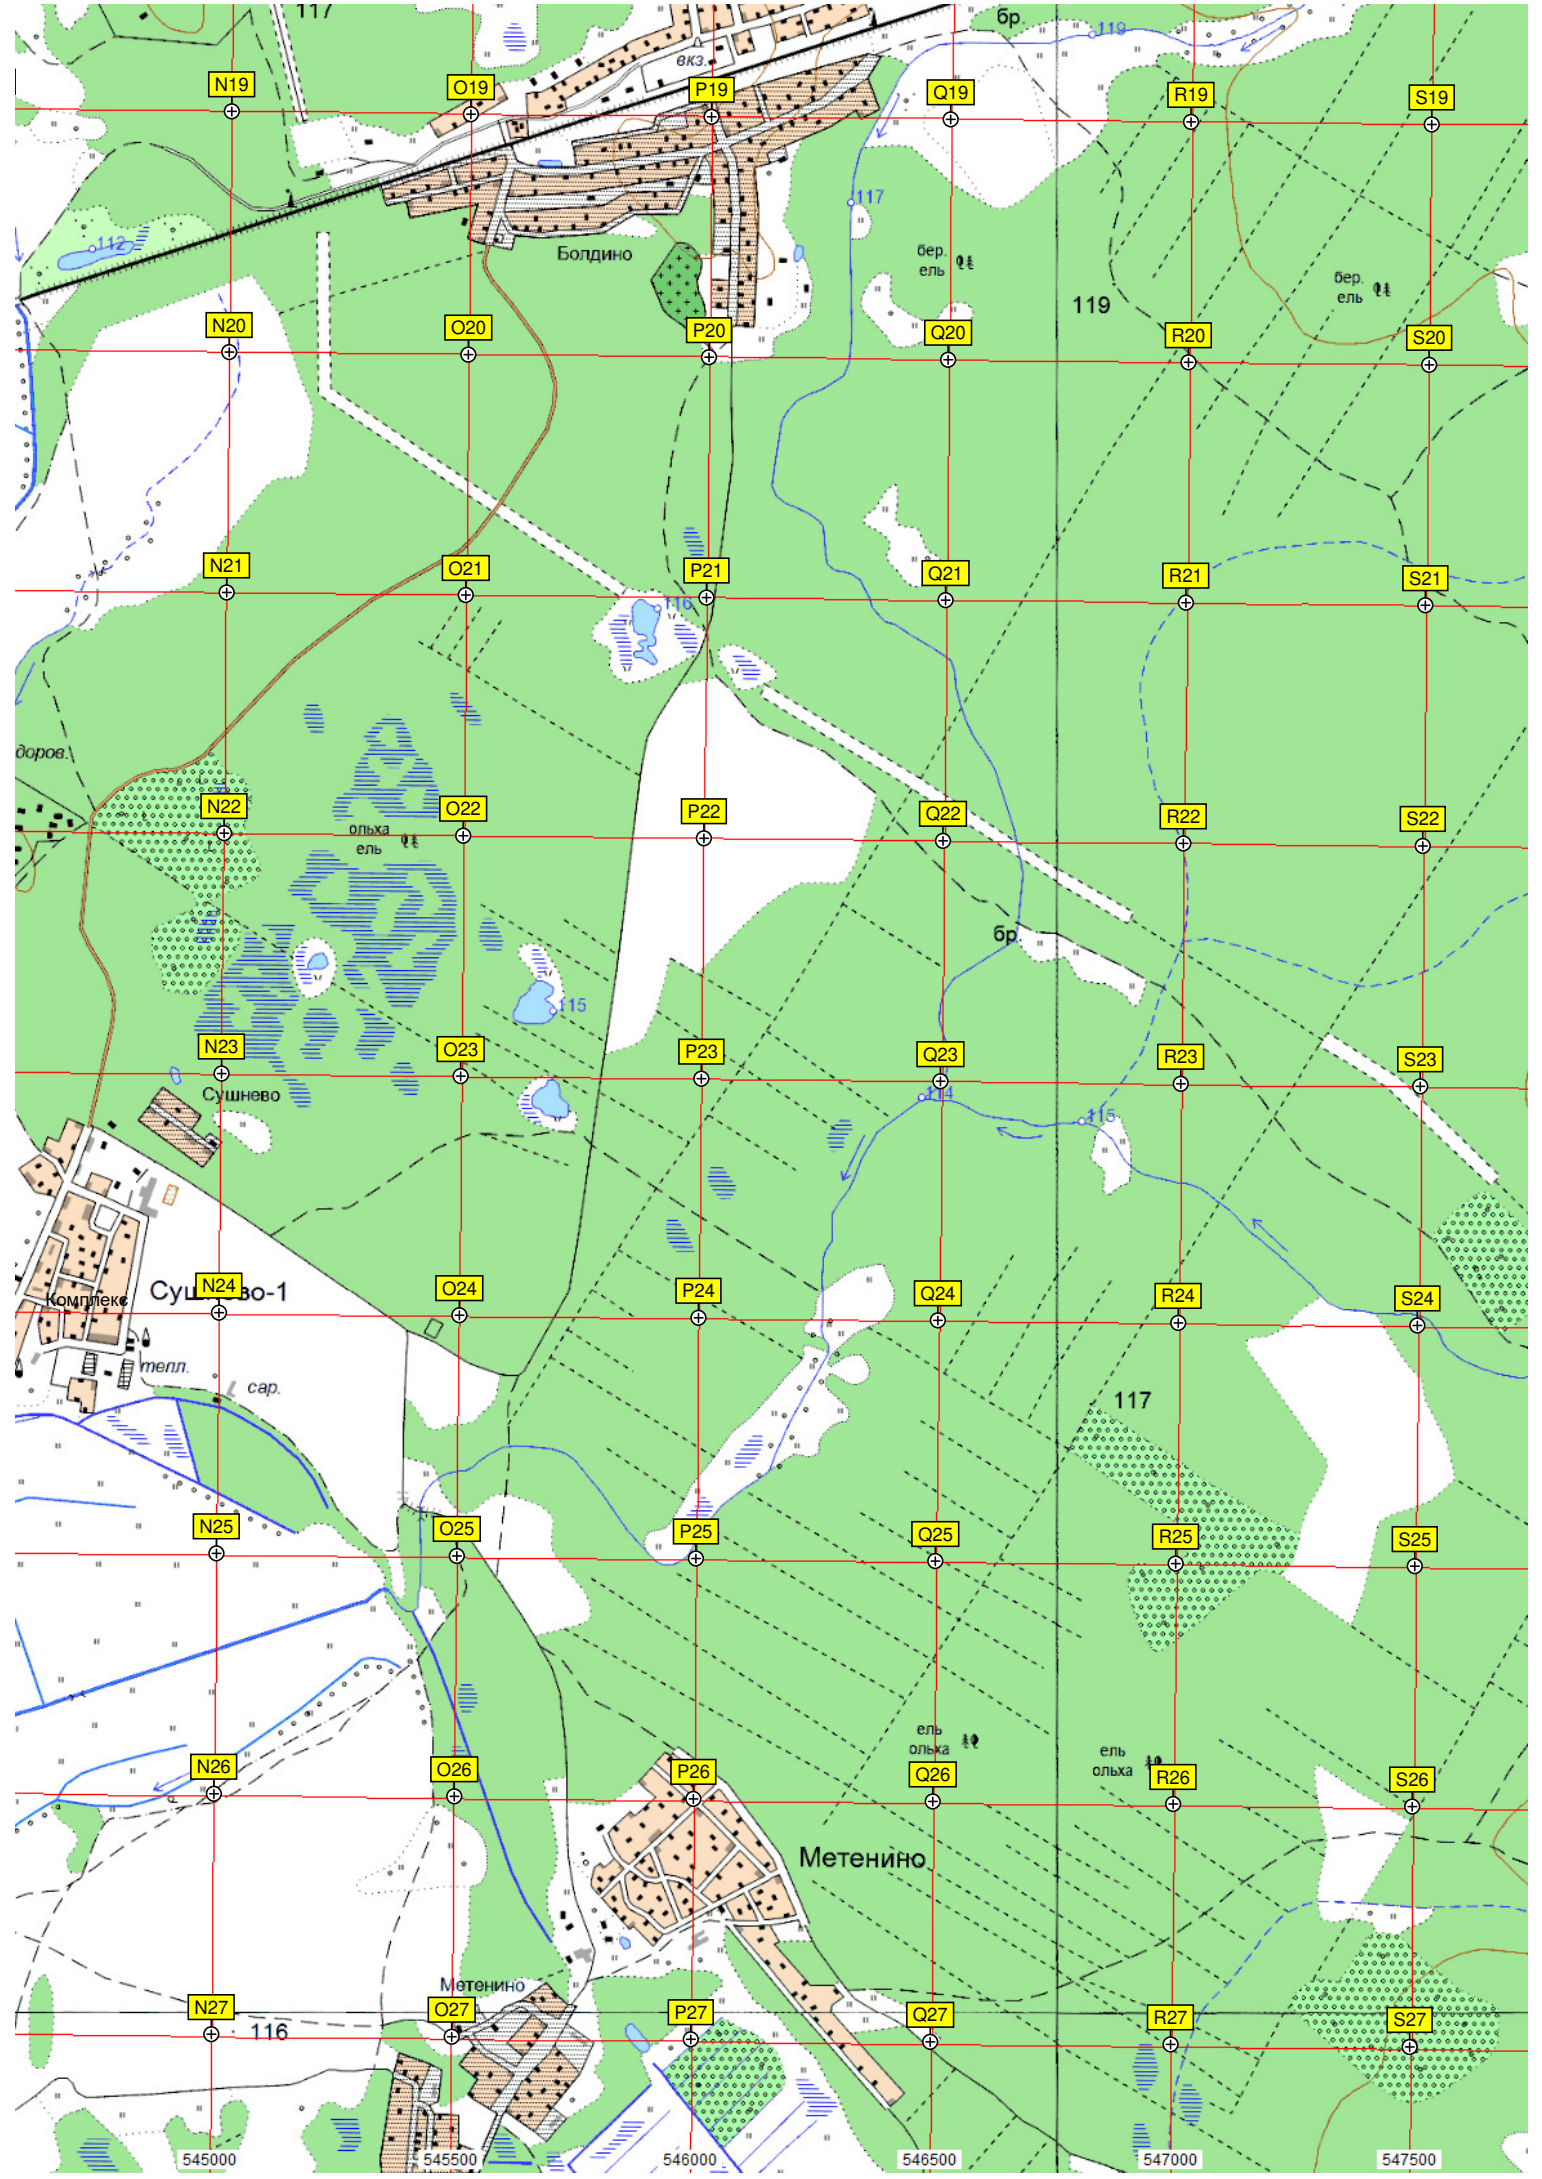 117
бр.
119
вкз.
N19
O19
P19
Q19
R19
S19
117
112
Болдино
бер.
ель
бер.
ель
119
N20
O20
P20
Q20
R20
S20
N21
O21
P21
Q21
R21
S21
116
доров.
N22
O22
P22
Q22
R22
S22
ольха
ель
бр.
115
N23
O23
P23
Q23
R23
S23
Сушнево
114
115
Сушнево-1
Комплекс
N24
O24
P24
Q24
R24
S24
тепл.
сар.
117
N25
O25
P25
Q25
R25
S25
ель
ольха
ель
ольха
N26
O26
P26
Q26
R26
S26
Метенино
Метенино
N27
O27
P27
Q27
R27
S27
116
545000
545500
546000
546500
547000
547500